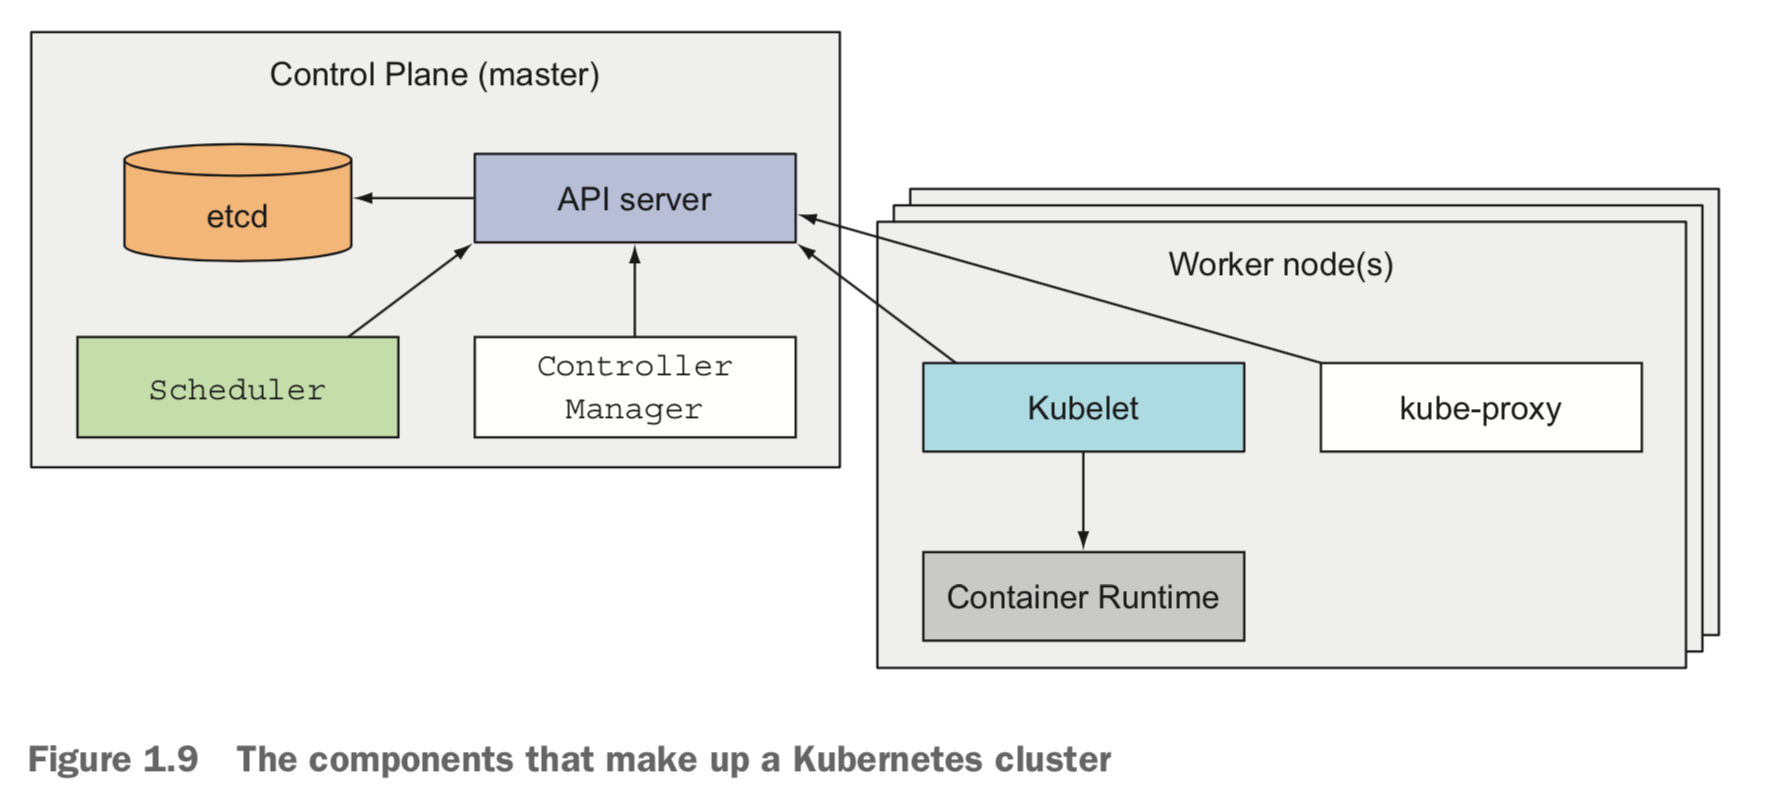 Control Plane (master)
etcd
API server
Scheduler
Controller
Manager
Worker node(s)
Kubelet
kube-proxy
Container Runtime
Figure 1.9 The components that make up a Kubernetes cluster